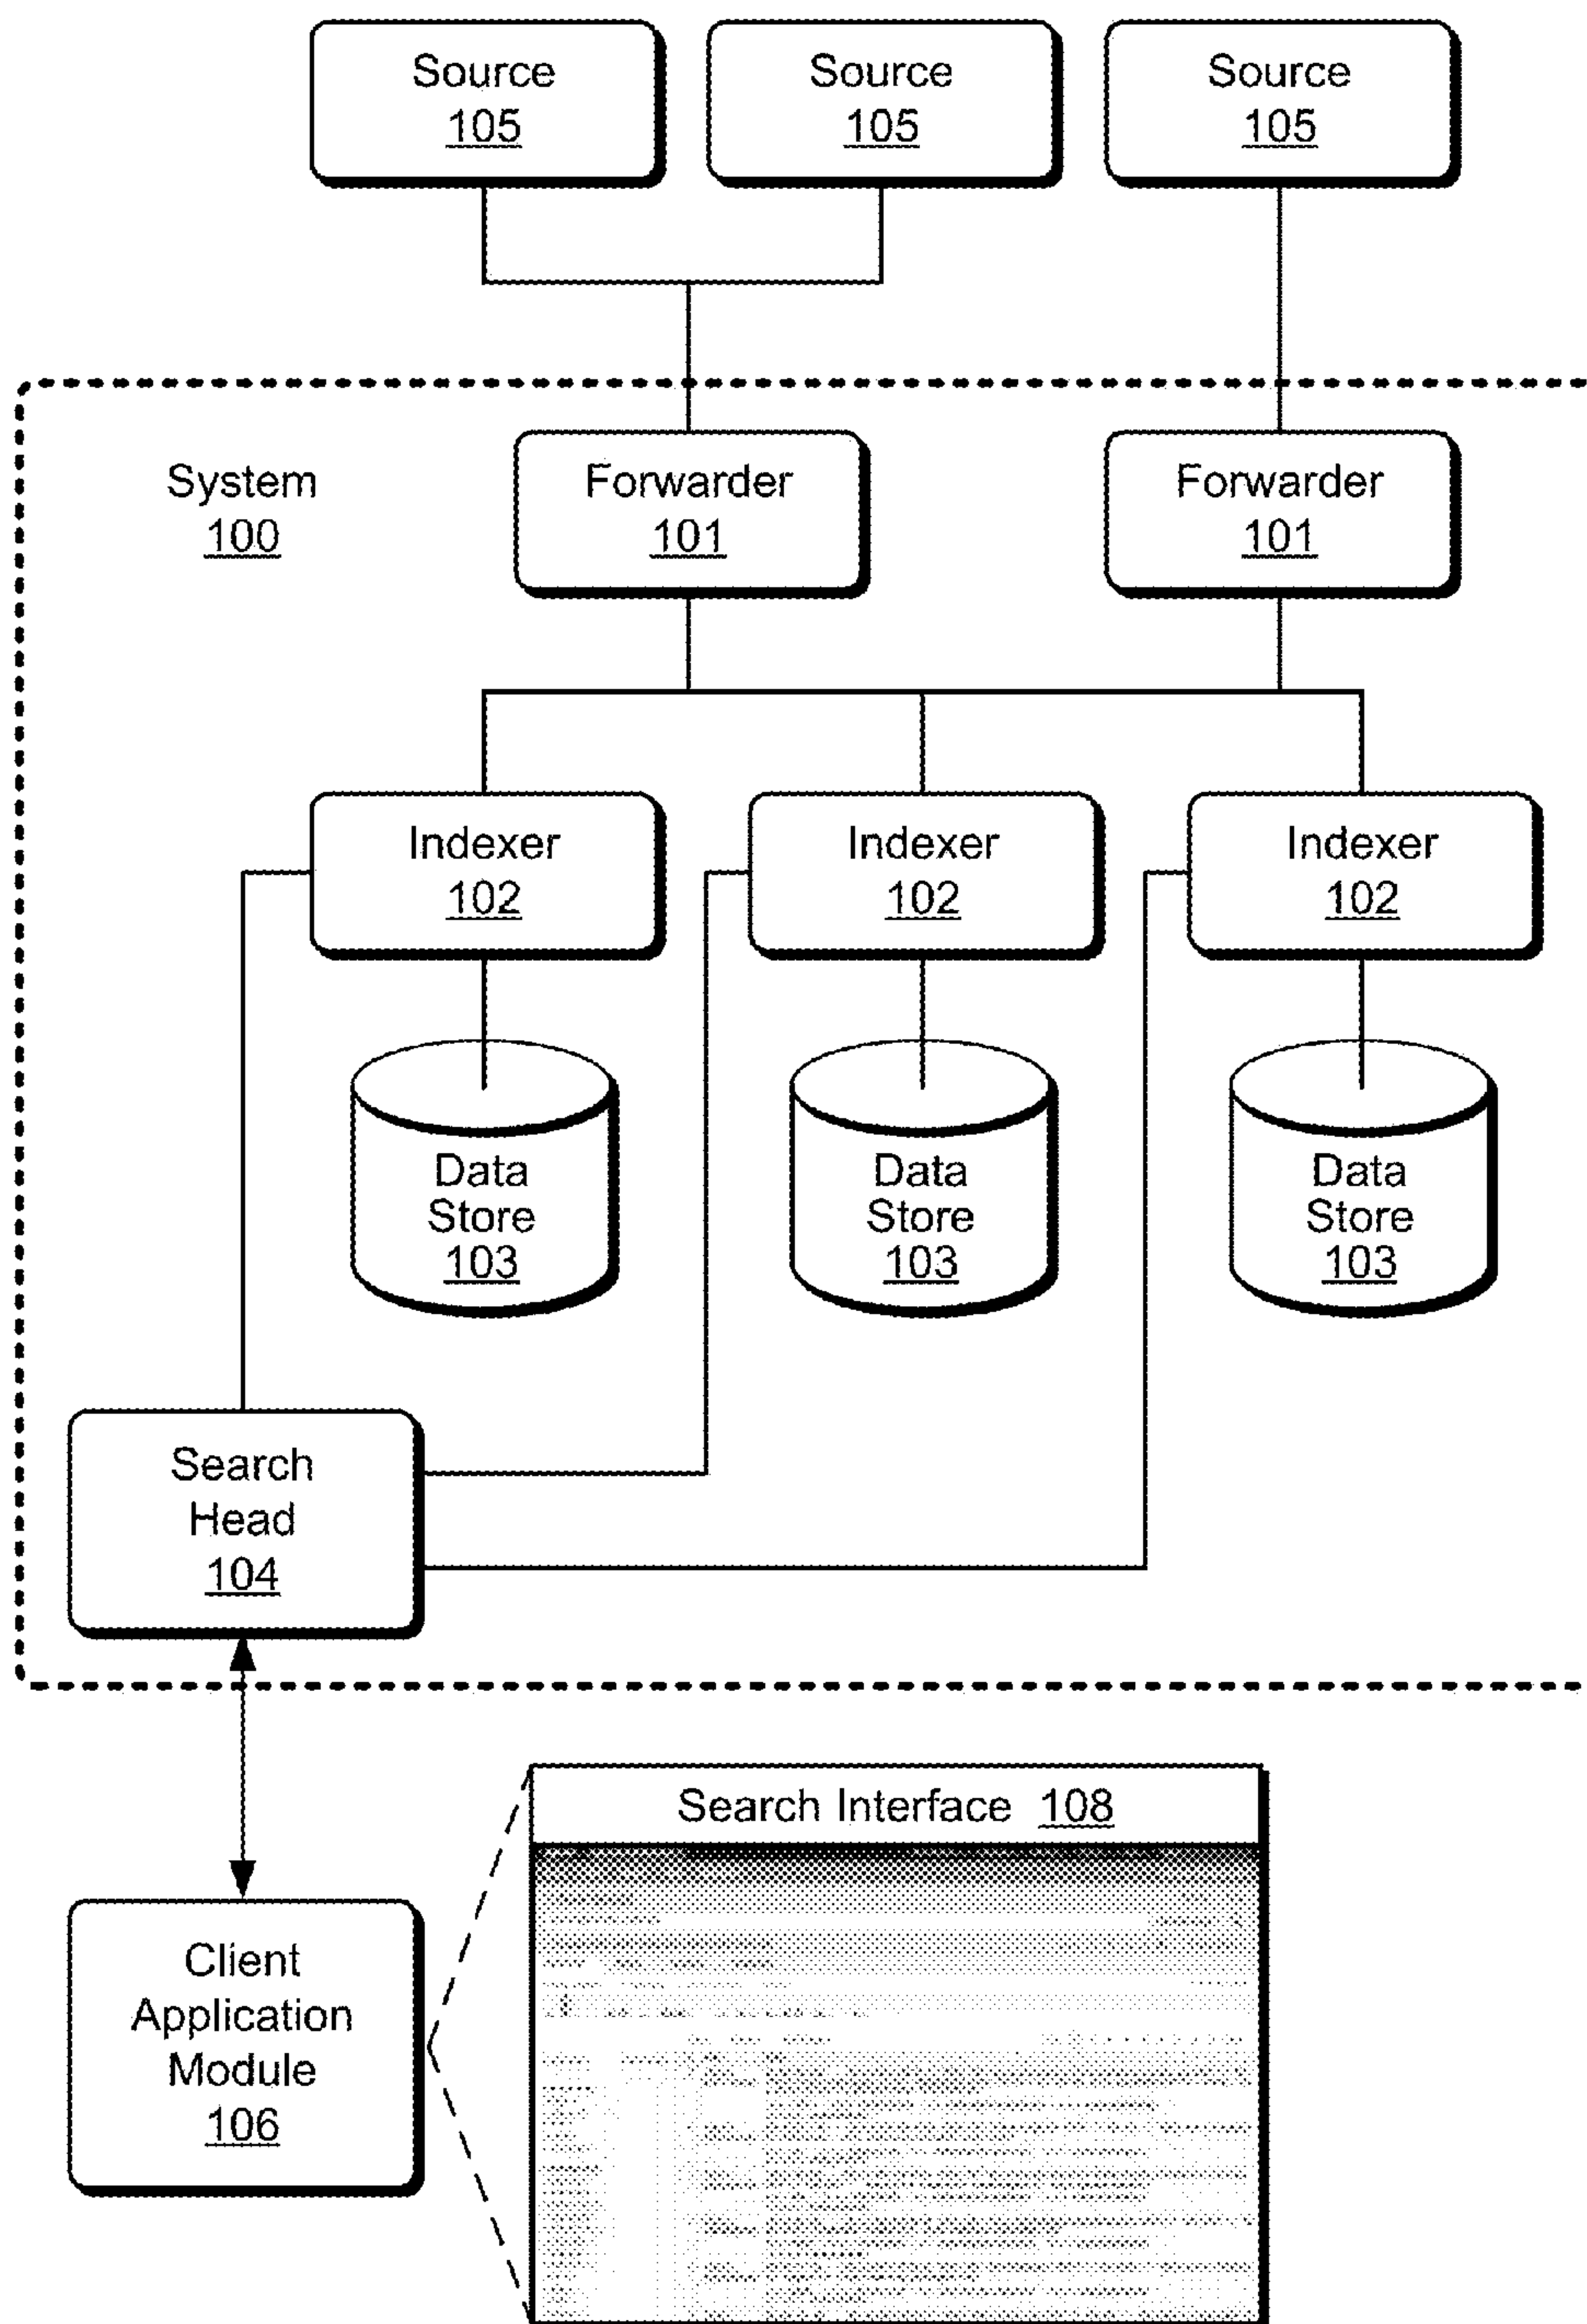 Source
105
Source
105
Source
105
System
100
Forwarder
101
Forwarder
101
Indexer
102
Indexer
102
Indexer
102
Data
Store
103
Data
Store
103
Data
Store
103
Search
Head
104
Search Interface 108
Client
Application
Module
106